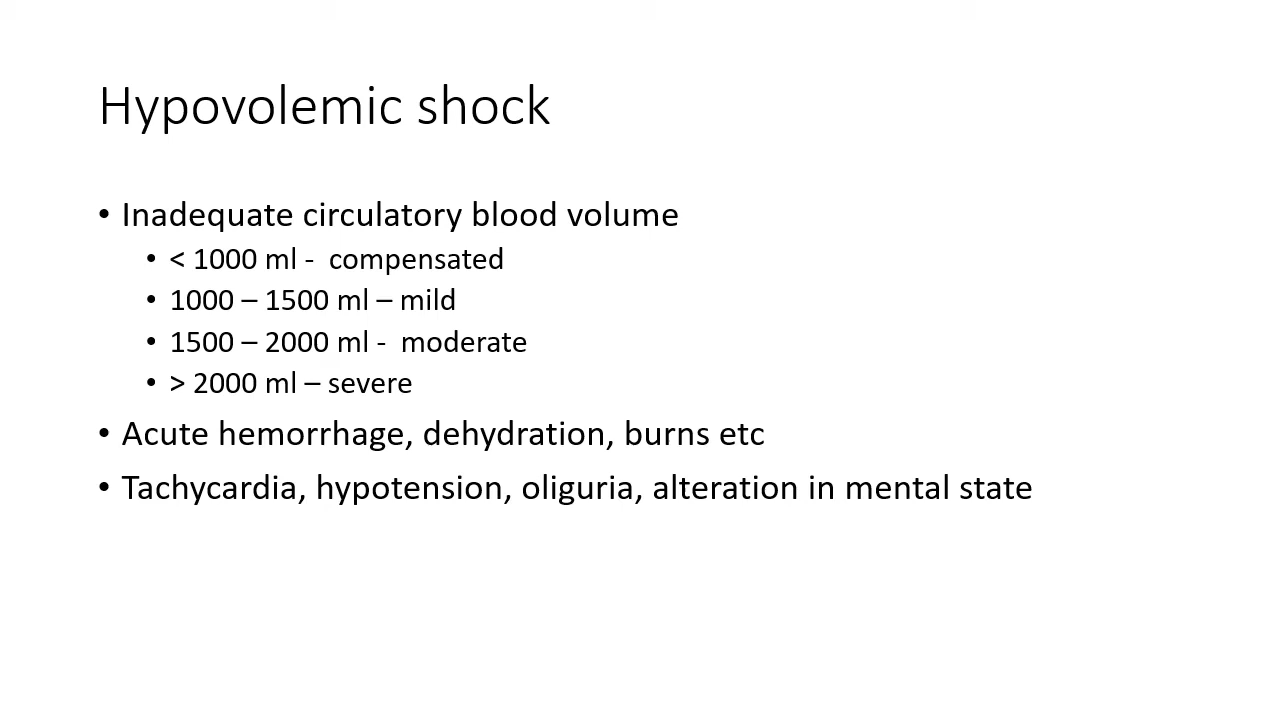 Hypovolemic shock
• Inadequate circulatory blood volume
• < 1000 ml -  compensated
• 1000 – 1500 ml – mild
• 1500 – 2000 ml -  moderate
• > 2000 ml – severe
• Acute hemorrhage, dehydration, burns etc
• Tachycardia, hypotension, oliguria, alteration in mental state